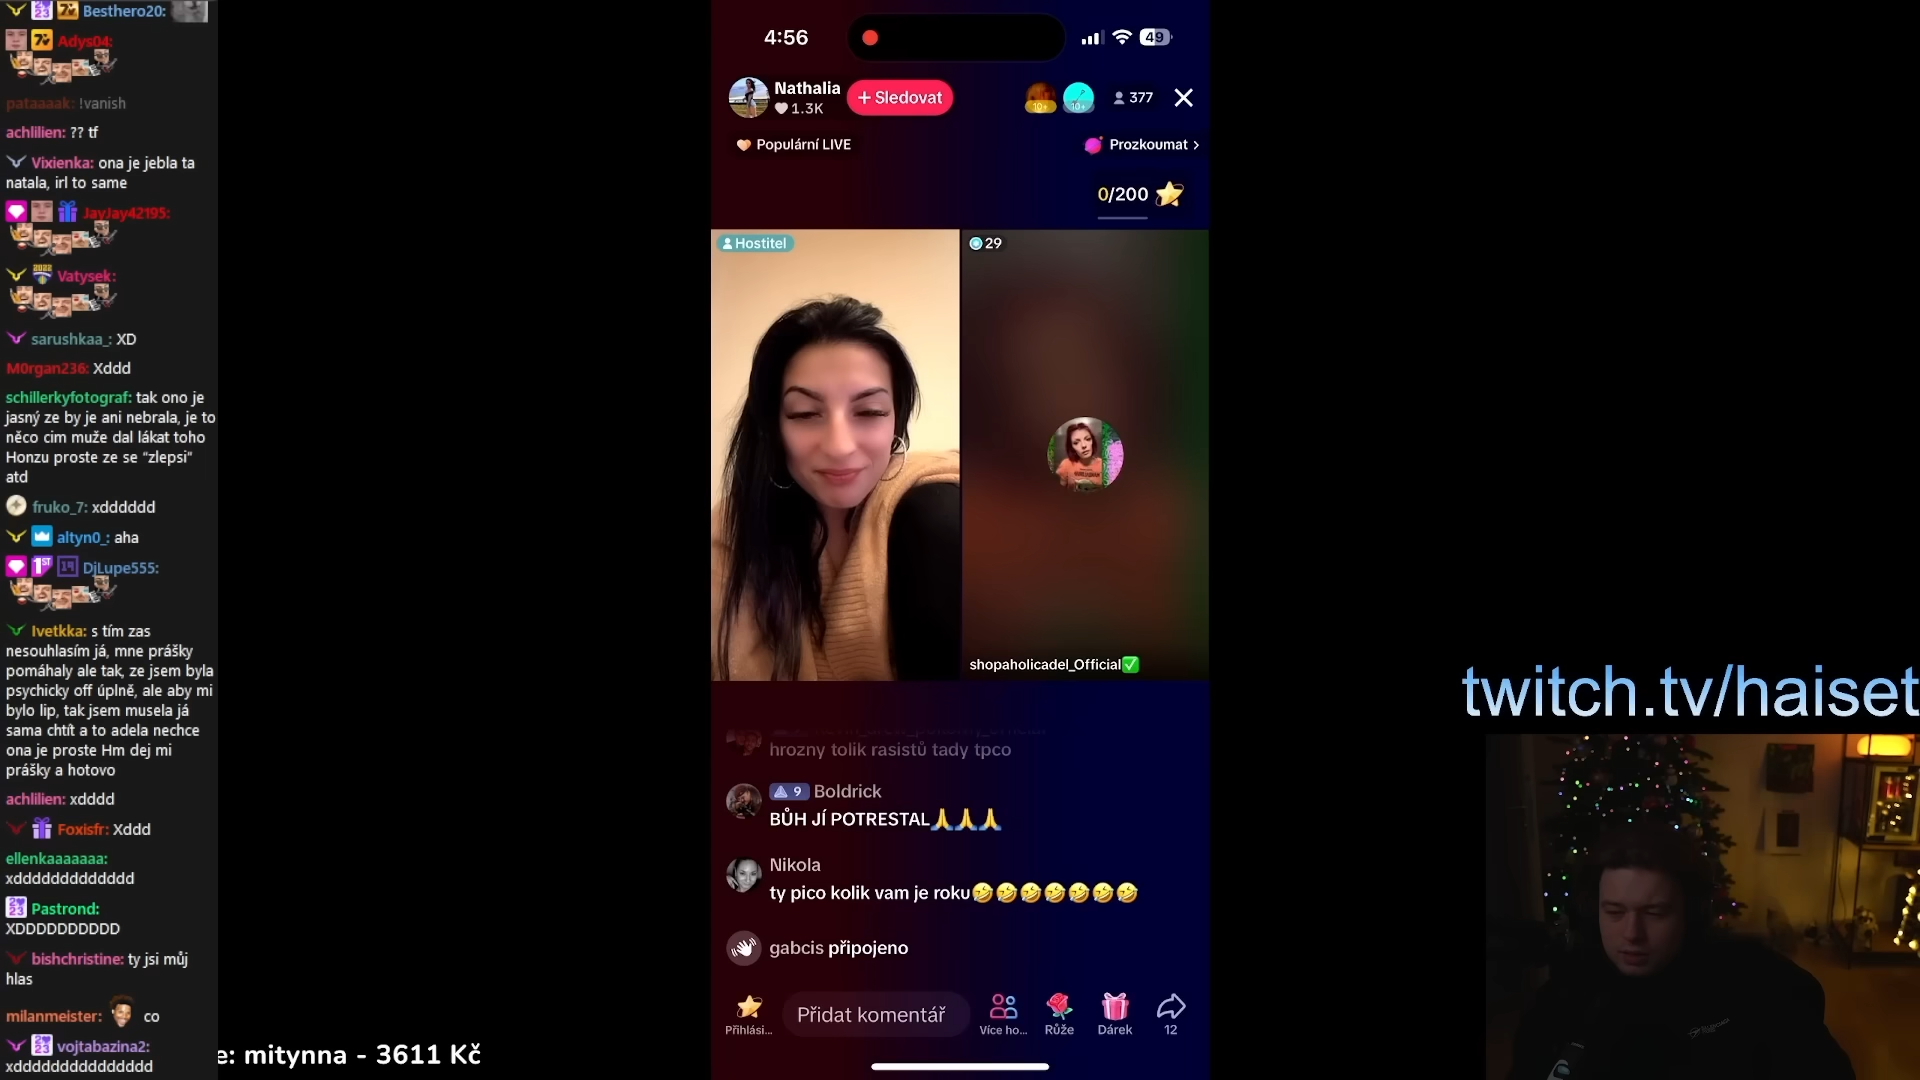 Besthero20:
Adys04:
pataaaak: !vanish
achlilien: ?? tf
Vixienka: ona je jebla ta
natala, irl to same
JayJay42195:
Vatysek:
sarushkaa_: XD
M0rgan236: Xddd
schillerkyfotograf: tak ono je
jasný ze by je ani nebrala, je to
něco cim muže dal lákat toho
Honzu proste ze se “zlepsi”
atd
fruko_7: xdddddd
altyn0_: aha
DjLupe555:
Ivetkka: s tím zas
nesouhlasím já, mne prášky
pomáhaly ale tak, ze jsem byla
psychicky off úplně, ale aby mi
bylo lip, tak jsem musela já
sama chtít a to adela nechce
ona je proste Hm dej mi
prášky a hotovo
achlilien: xdddd
Foxisfr: Xddd
ellenkaaaaaaa:
xddddddddddddd
Pastrond:
XDDDDDDDDDD
bishchristine: ty jsi můj
hlas
milanmeister: co
vojtabazina2:
xddddddddddddddd
e: mitynna - 3611 Kč
4:56
49
Nathalia
1.3K
+ Sledovat
10+
10+
377
Populární LIVE
Prozkoumat >
0/200
Hostitel
29
shopaholicadel_Official
hrozny tolik rasistů tady tpco
9 Boldrick
BŮH JÍ POTRESTAL🙏🙏🙏
Nikola
ty pico kolik vam je roku🤣🤣🤣🤣🤣🤣🤣
gabcis připojeno
Přihlási...
Přidat komentář
Více ho...
Růže
Dárek
12
twitch.tv/haiset